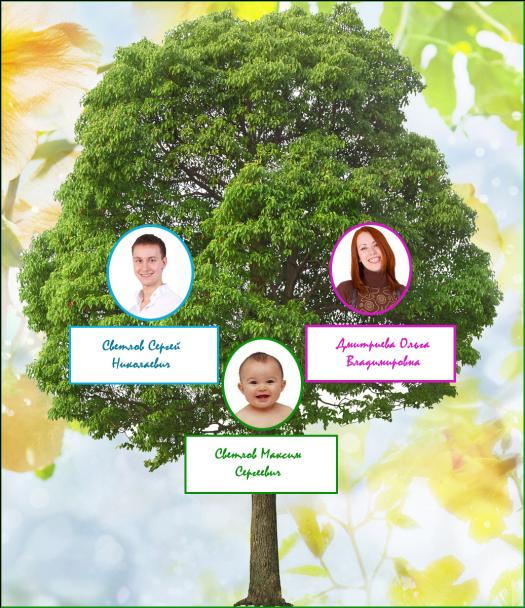 Светлов Сергей
Николаевич
Дмитриева Ольга
Владимировна
Светлов Максим
Сергеевич